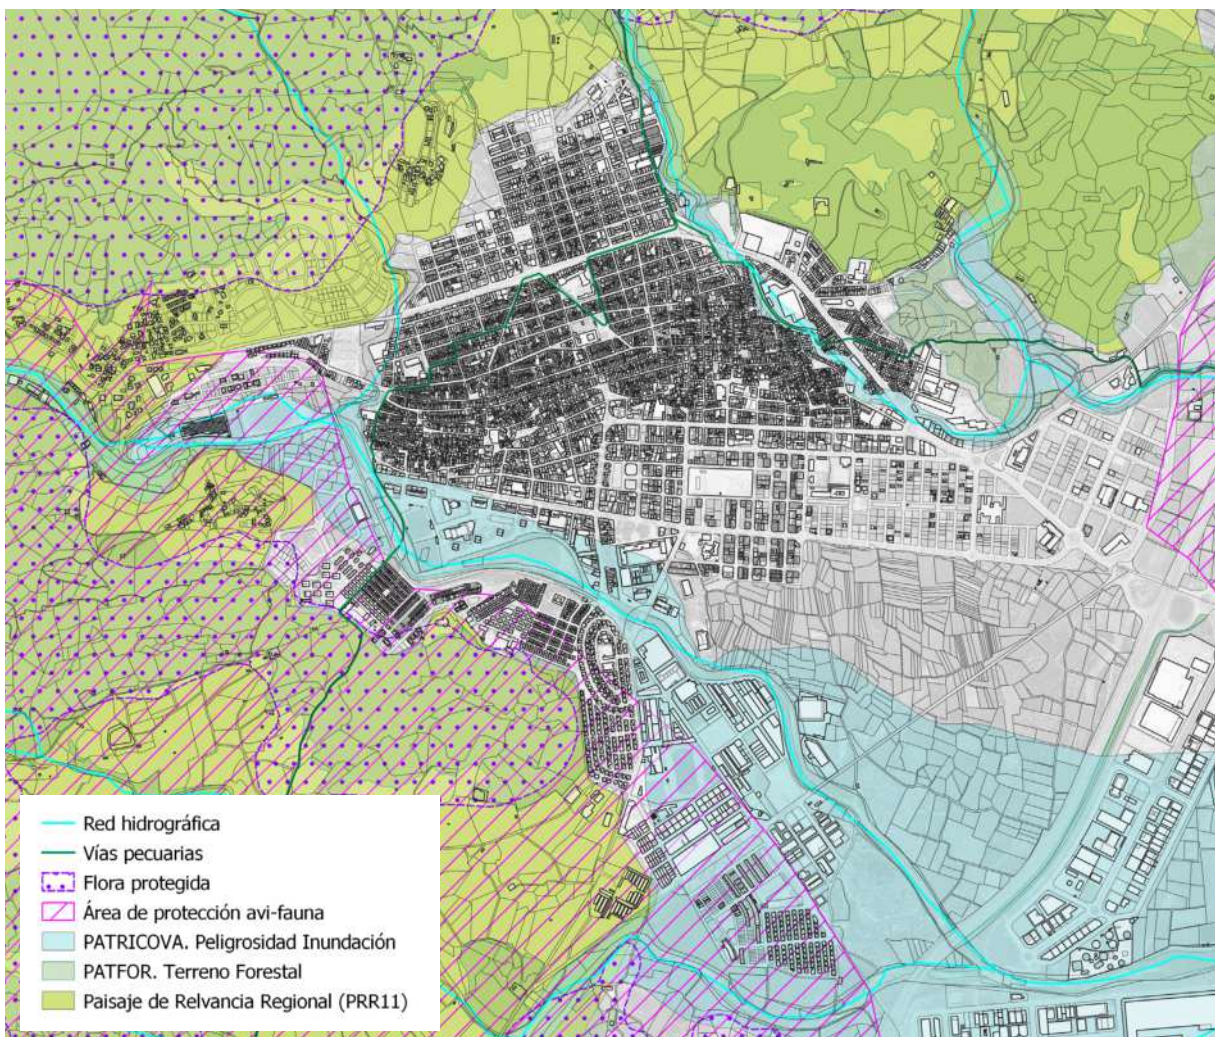 Red hidrográfica
Vías pecuarias
Flora protegida
Área de protección avi-fauna
PATRICOVA. Peligrosidad Inundación
PATFOR. Terreno Forestal
Paisaje de Relvancia Regional (PRR11)